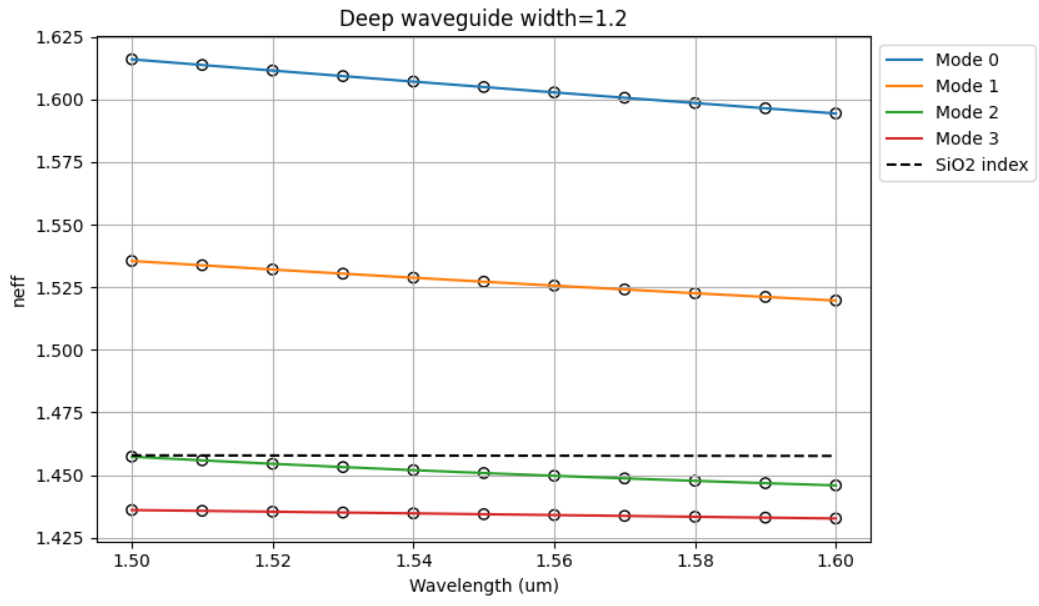 Deep waveguide width=1.2
1.625
1.600
1.575
1.550
1.525
1.500
1.475
1.450
1.425
neff
1.50
1.52
1.54
1.56
1.58
1.60
Wavelength (um)
Mode 0
Mode 1
Mode 2
Mode 3
SiO2 index